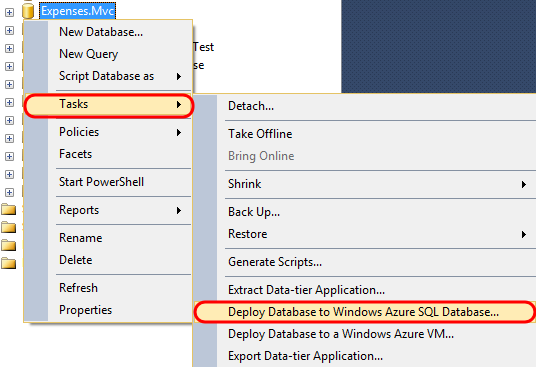 Expenses.Mvc
New Database...
New Query
Test
Script Database as
se
Tasks
Policies
Facets
Start PowerShell
Reports
Rename
Delete
Refresh
Properties
Detach...
Take Offline
Bring Online
Shrink
Back Up...
Restore
Generate Scripts...
Extract Data-tier Application...
Deploy Database to Windows Azure SQL Database...
Deploy Database to a Windows Azure VM...
Export Data-tier Application...